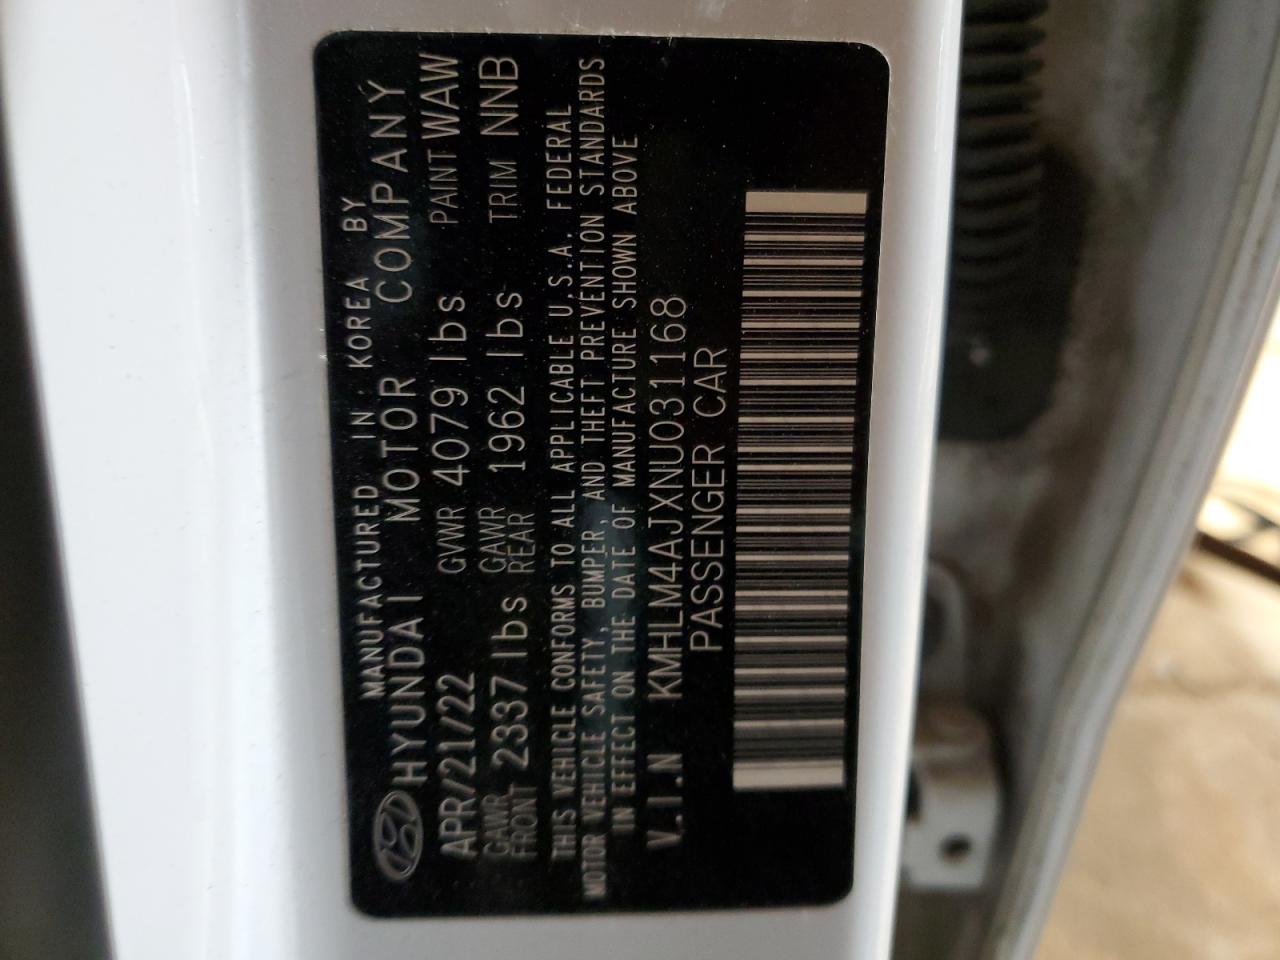 MANUFACTURED IN KOREA BY
HYUNDAI MOTOR COMPANY
APR/21/22 GVWR 4079 lbs PAINT WAW
GAWR FRONT 2337 lbs GAWR REAR 1962 lbs TRIM NNB
THIS VEHICLE CONFORMS TO ALL APPLICABLE U.S.A. FEDERAL
MOTOR VEHICLE SAFETY, BUMPER, AND THEFT PREVENTION STANDARDS
IN EFFECT ON THE DATE OF MANUFACTURE SHOWN ABOVE
V.I.N KMHLM4AJXNU031168
PASSENGER CAR